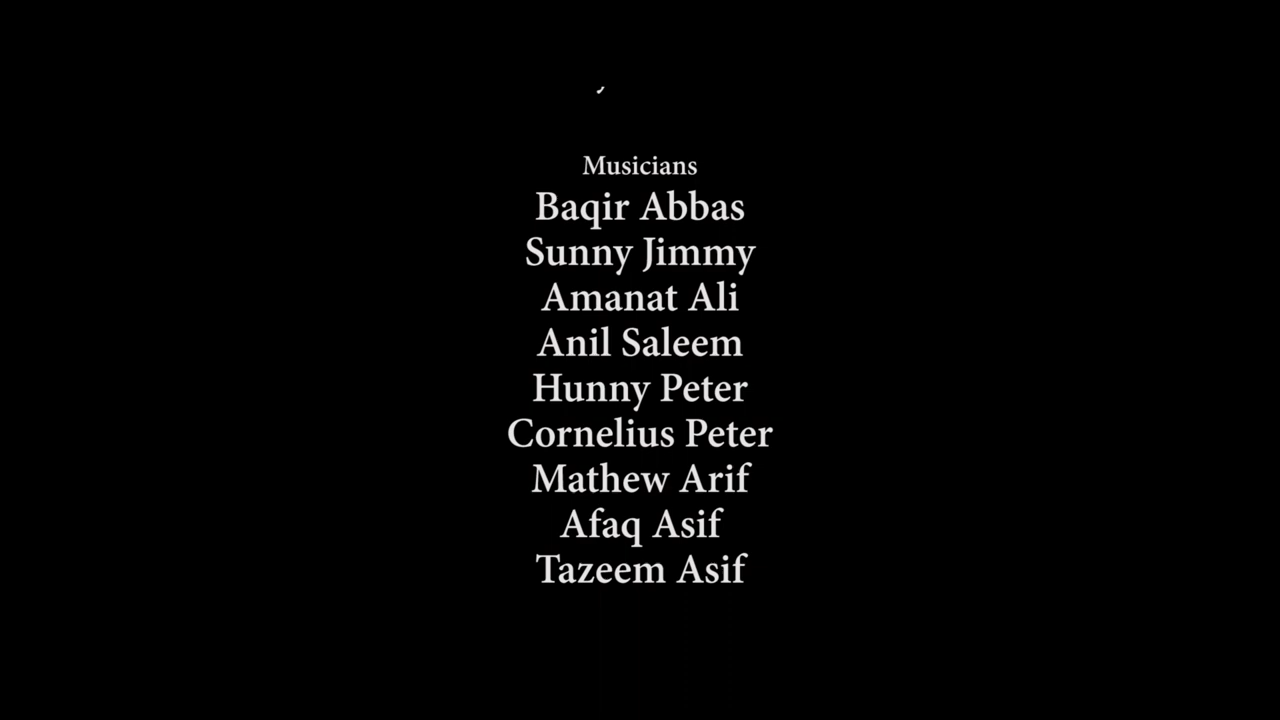 Musicians
Baqir Abbas
Sunny Jimmy
Amanat Ali
Anil Saleem
Hunny Peter
Cornelius Peter
Mathew Arif
Afaq Asif
Tazeem Asif